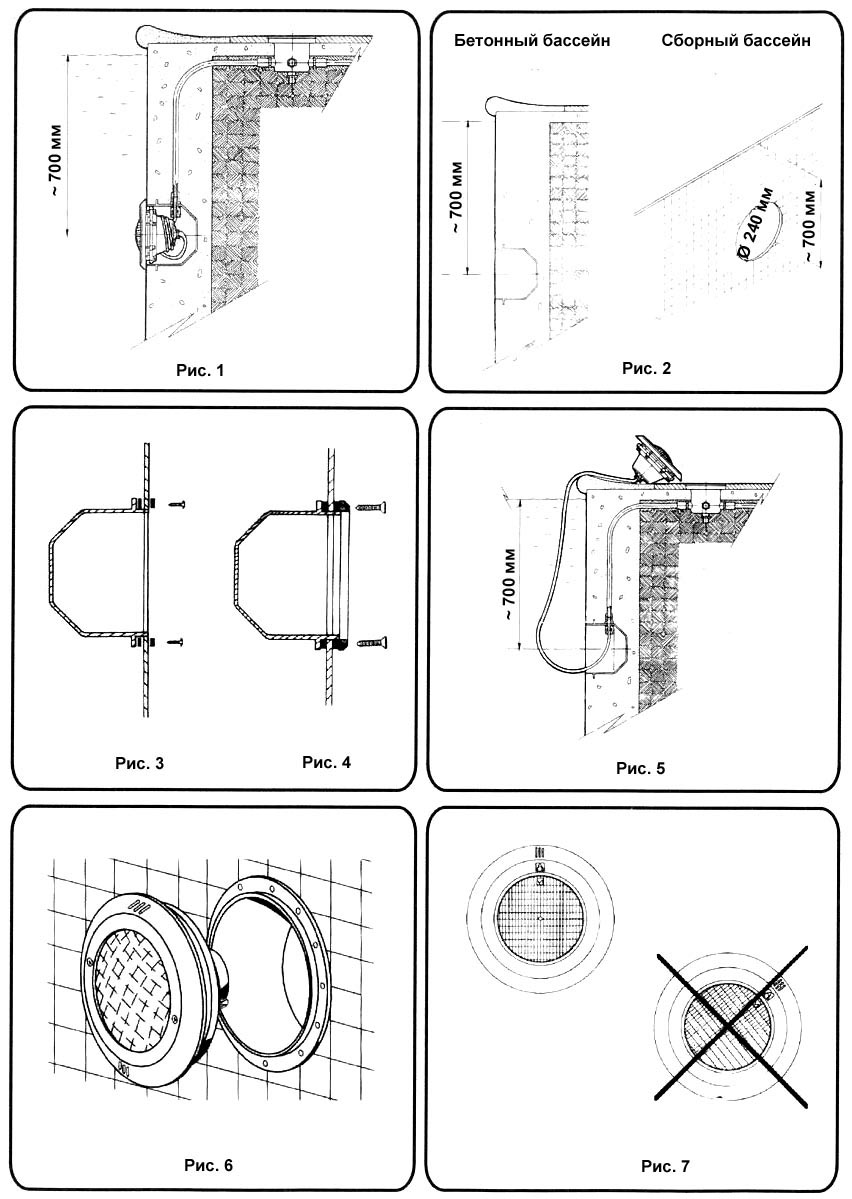 ~ 700 мм
Рис. 1
Бетонный бассейн
Сборный бассейн
~ 700 мм
Ø 240 мм
~ 700 мм
Рис. 2
Рис. 3
Рис. 4
~ 700 мм
Рис. 5
Рис. 6
Рис. 7